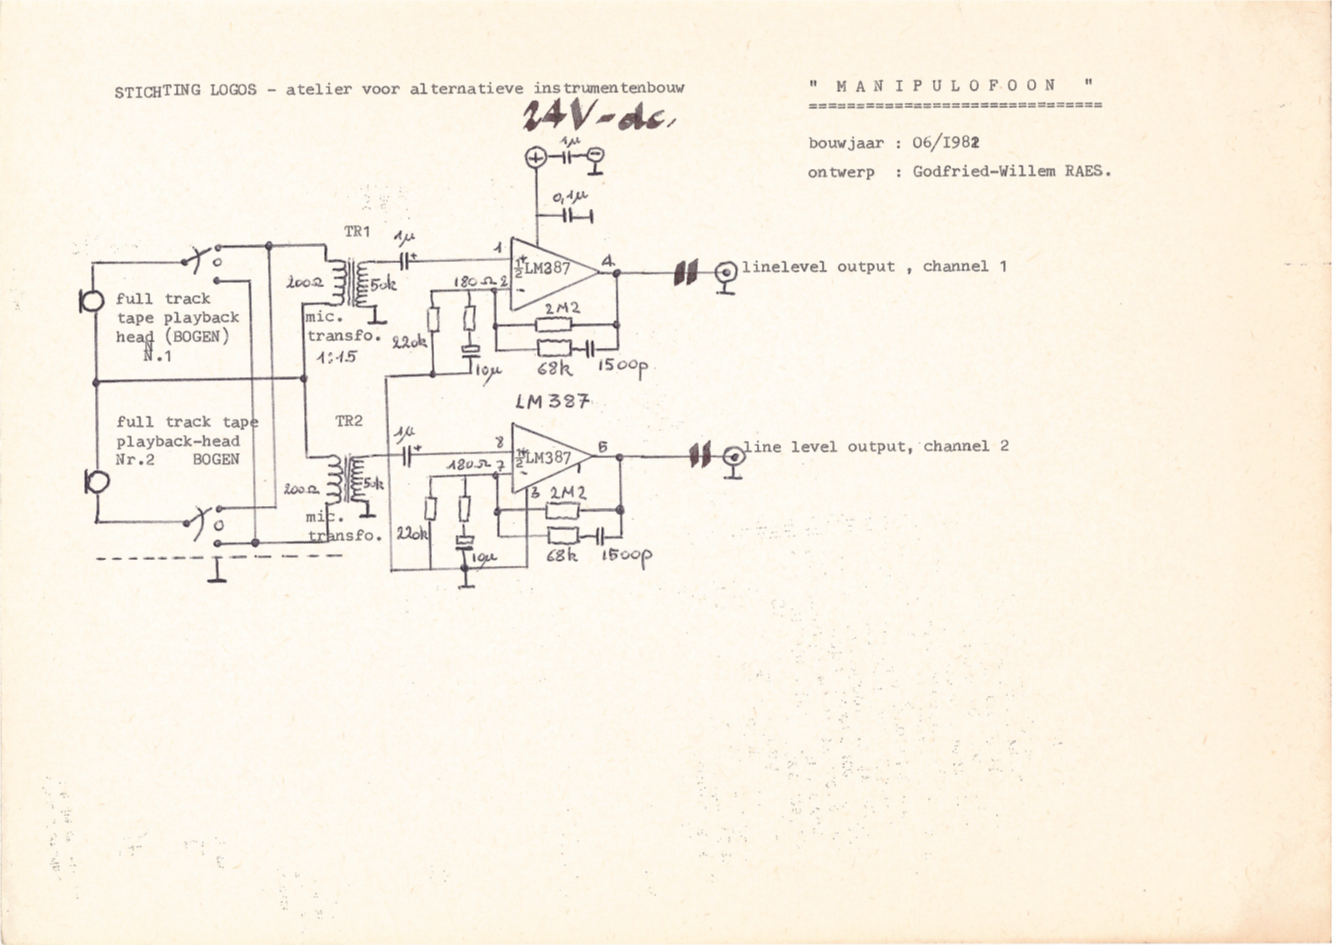 STICHTING LOGOS - atelier voor alternatieve instrumentenbouw
" M A N I P U L O F O O N "
==============================
24V-dc.
bouwjaar : 06/I982
ontwerp : Godfried-Willem RAES.
1µ
+
-
0,1µ
TR1
1µ
+
1
4
½ LM387
linelevel output , channel 1
200Ω
50k
180Ω
2
full track
tape playback
head (BOGEN)
N.1
mic.
transfo.
1:15
220k
10µ
2M2
68k
1500p
LM387
full track tape
playback-head
Nr.2 BOGEN
TR2
1µ
+
8
5
½ LM387
line level output, channel 2
200Ω
50k
180Ω
7
3
mic.
transfo.
220k
10µ
2M2
68k
1500p